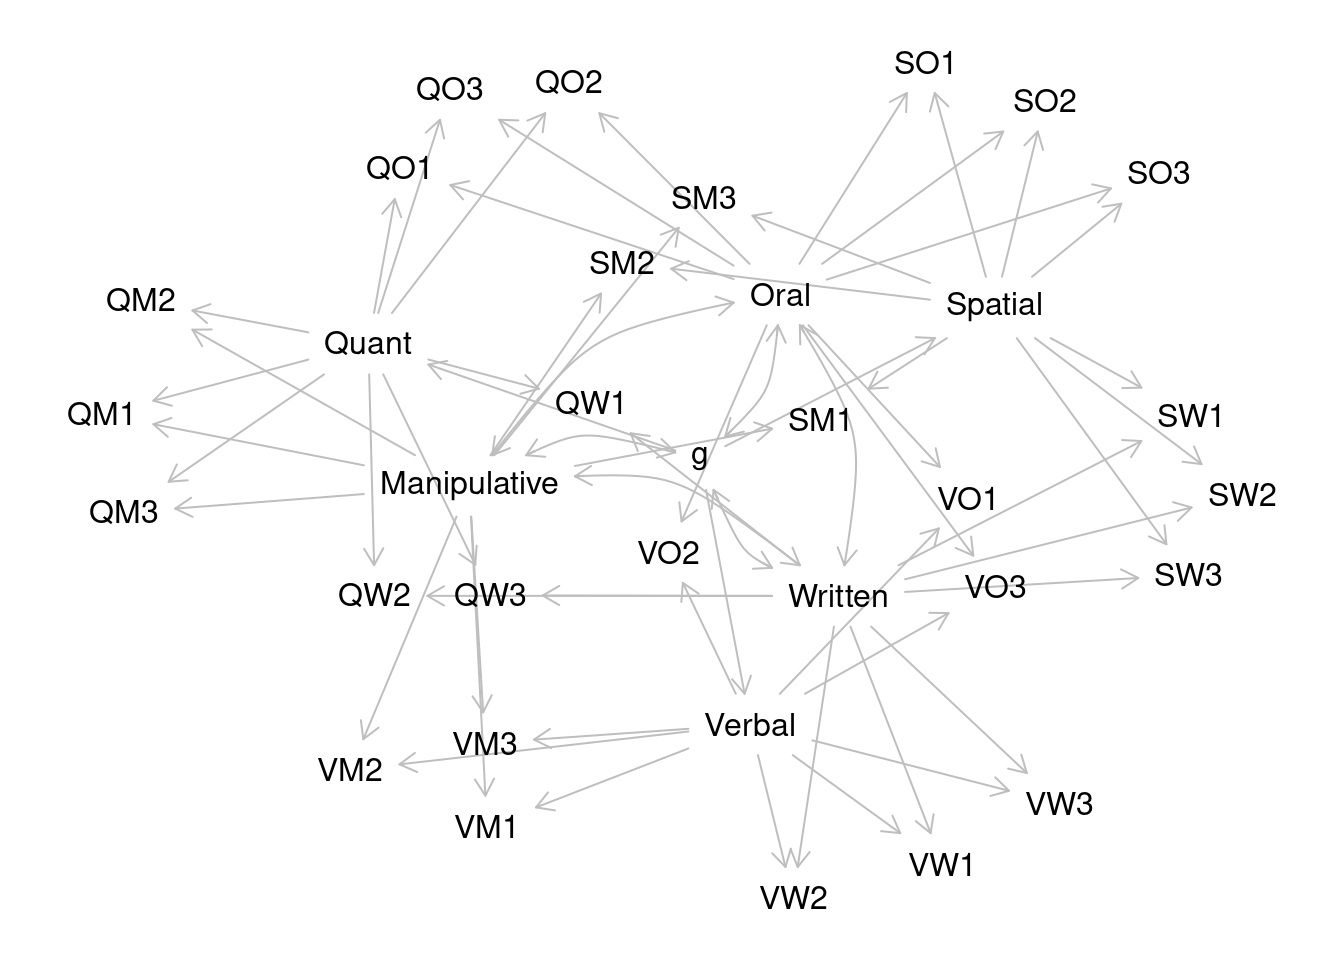 SO1
QO2
QO3
SO2
QO1
SO3
SM3
SM2
Oral
QM2
Spatial
Quant
QW1
QM1
SM1
SW1
g
Manipulative
SW2
VO1
QM3
VO2
SW3
VO3
QW2
QW3
Written
Verbal
VM3
VM2
VW3
VM1
VW1
VW2